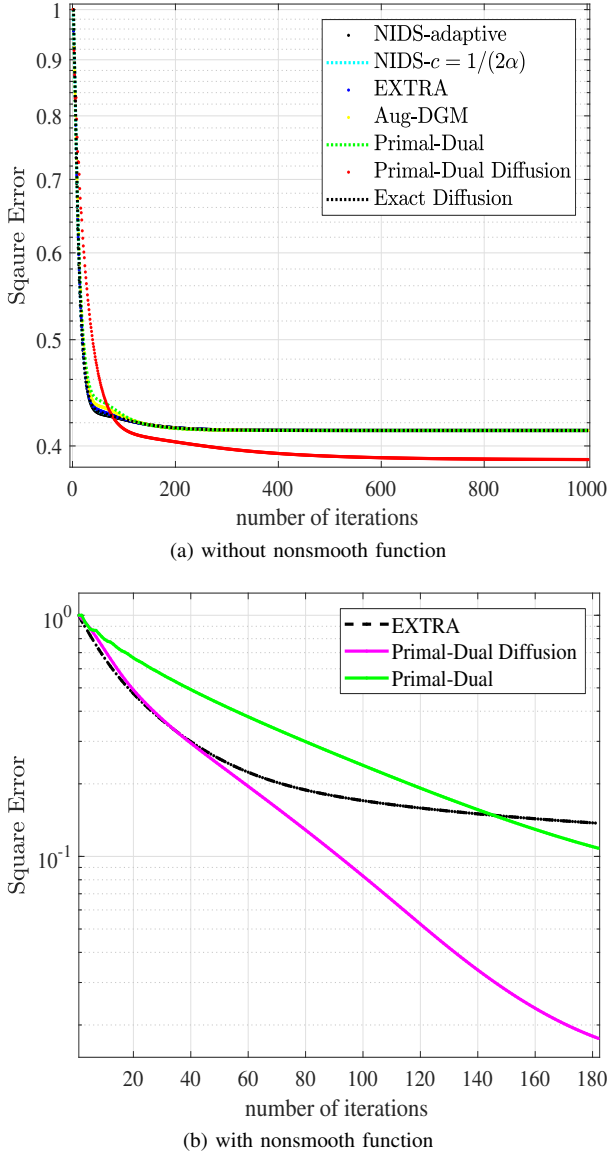 1
0.9
0.8
0.7
0.6
0.5
0.4
Sqaure Error
NIDS-adaptive
NIDS-c = 1/(2α)
EXTRA
Aug-DGM
Primal-Dual
Primal-Dual Diffusion
Exact Diffusion
0 200 400 600 800 1000
number of iterations
(a) without nonsmooth function
10^0
10^-1
Square Error
EXTRA
Primal-Dual Diffusion
Primal-Dual
20 40 60 80 100 120 140 160 180
number of iterations
(b) with nonsmooth function